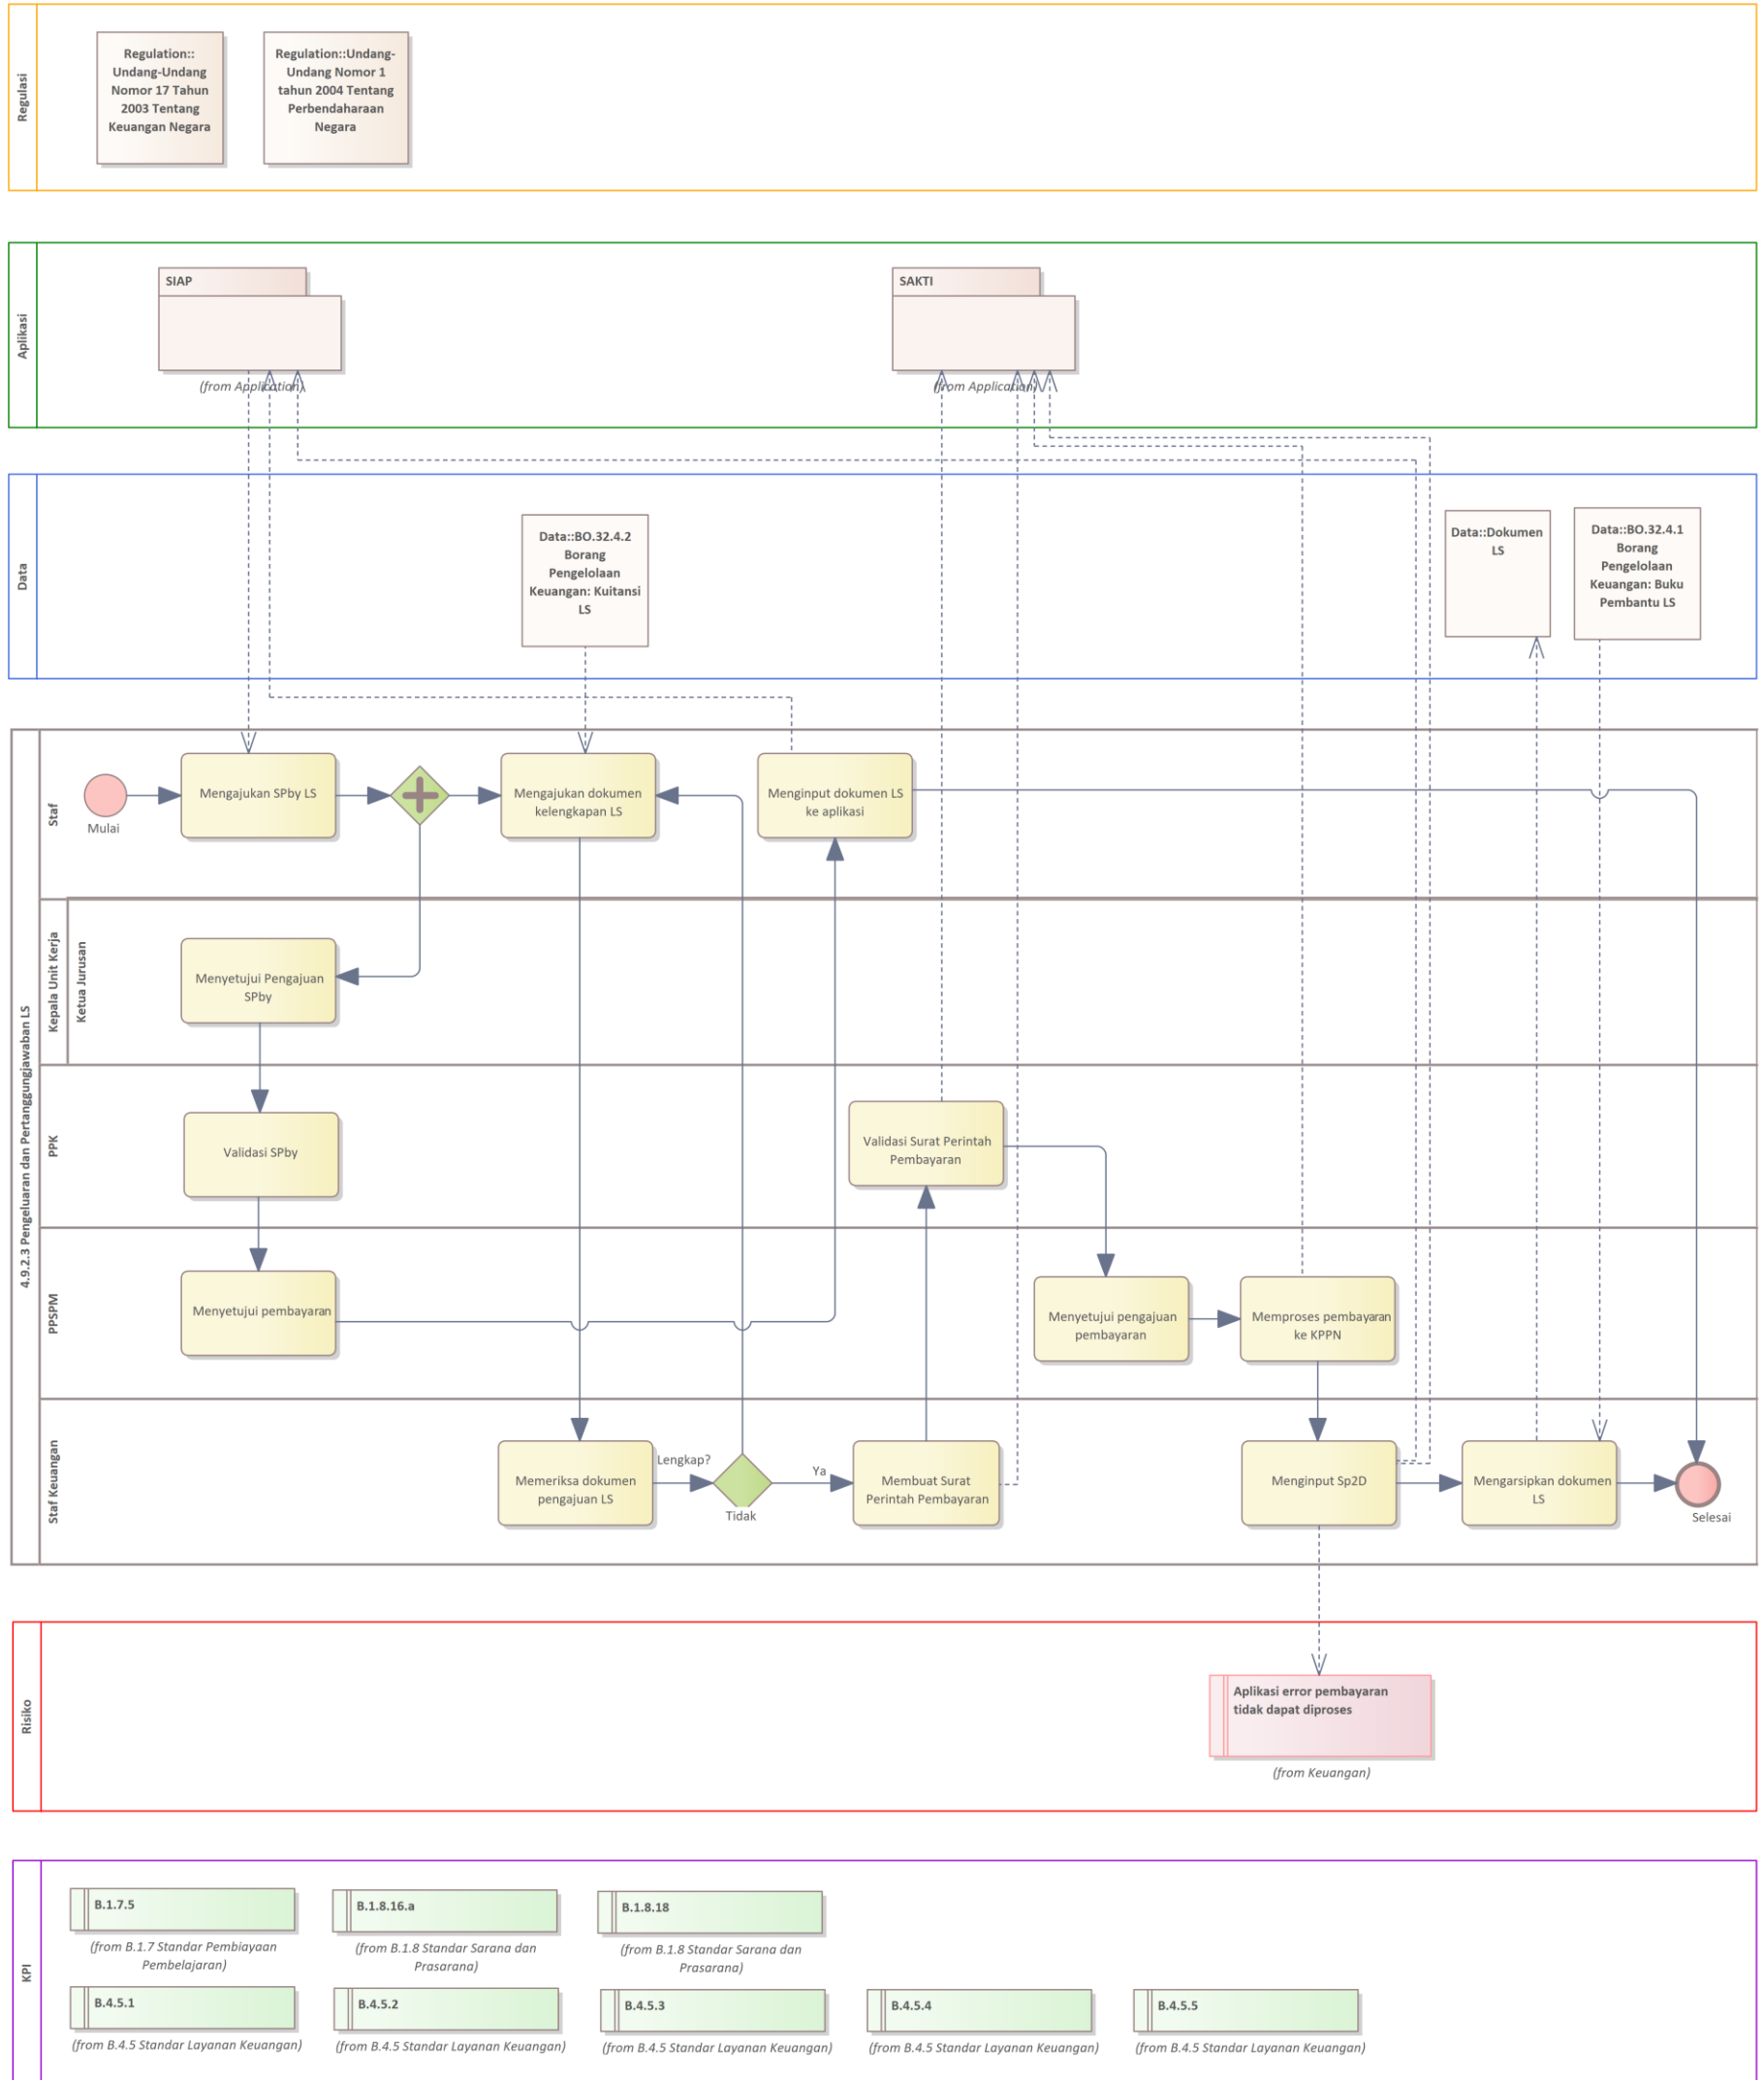 Regulasi
Regulation::
Undang-Undang
Nomor 17 Tahun
2003 Tentang
Keuangan Negara
Regulation::Undang-
Undang Nomor 1
tahun 2004 Tentang
Perbendaharaan
Negara
Aplikasi
SIAP
(from Application)
SAKTI
(from Application)
Data
Data::BO.32.4.2
Borang
Pengelolaan
Keuangan: Kuitansi
LS
Data::Dokumen
LS
Data::BO.32.4.1
Borang
Pengelolaan
Keuangan: Buku
Pembantu LS
4.9.2.3 Pengeluaran dan Pertanggungjawaban LS
Staf
Mulai
Mengajukan SPby LS
Mengajukan dokumen
kelengkapan LS
Menginput dokumen LS
ke aplikasi
Kepala Unit Kerja
Ketua Jurusan
Menyetujui Pengajuan
SPby
PPK
Validasi SPby
Validasi Surat Perintah
Pembayaran
PPSPM
Menyetujui pembayaran
Menyetujui pengajuan
pembayaran
Memproses pembayaran
ke KPPN
Staf Keuangan
Memeriksa dokumen
pengajuan LS
Lengkap?
Tidak
Ya
Membuat Surat
Perintah Pembayaran
Menginput Sp2D
Mengarsipkan dokumen
LS
Selesai
Risiko
Aplikasi error pembayaran
tidak dapat diproses
(from Keuangan)
KPI
B.1.7.5
(from B.1.7 Standar Pembiayaan
Pembelajaran)
B.1.8.16.a
(from B.1.8 Standar Sarana dan
Prasarana)
B.1.8.18
(from B.1.8 Standar Sarana dan
Prasarana)
B.4.5.1
(from B.4.5 Standar Layanan Keuangan)
B.4.5.2
(from B.4.5 Standar Layanan Keuangan)
B.4.5.3
(from B.4.5 Standar Layanan Keuangan)
B.4.5.4
(from B.4.5 Standar Layanan Keuangan)
B.4.5.5
(from B.4.5 Standar Layanan Keuangan)